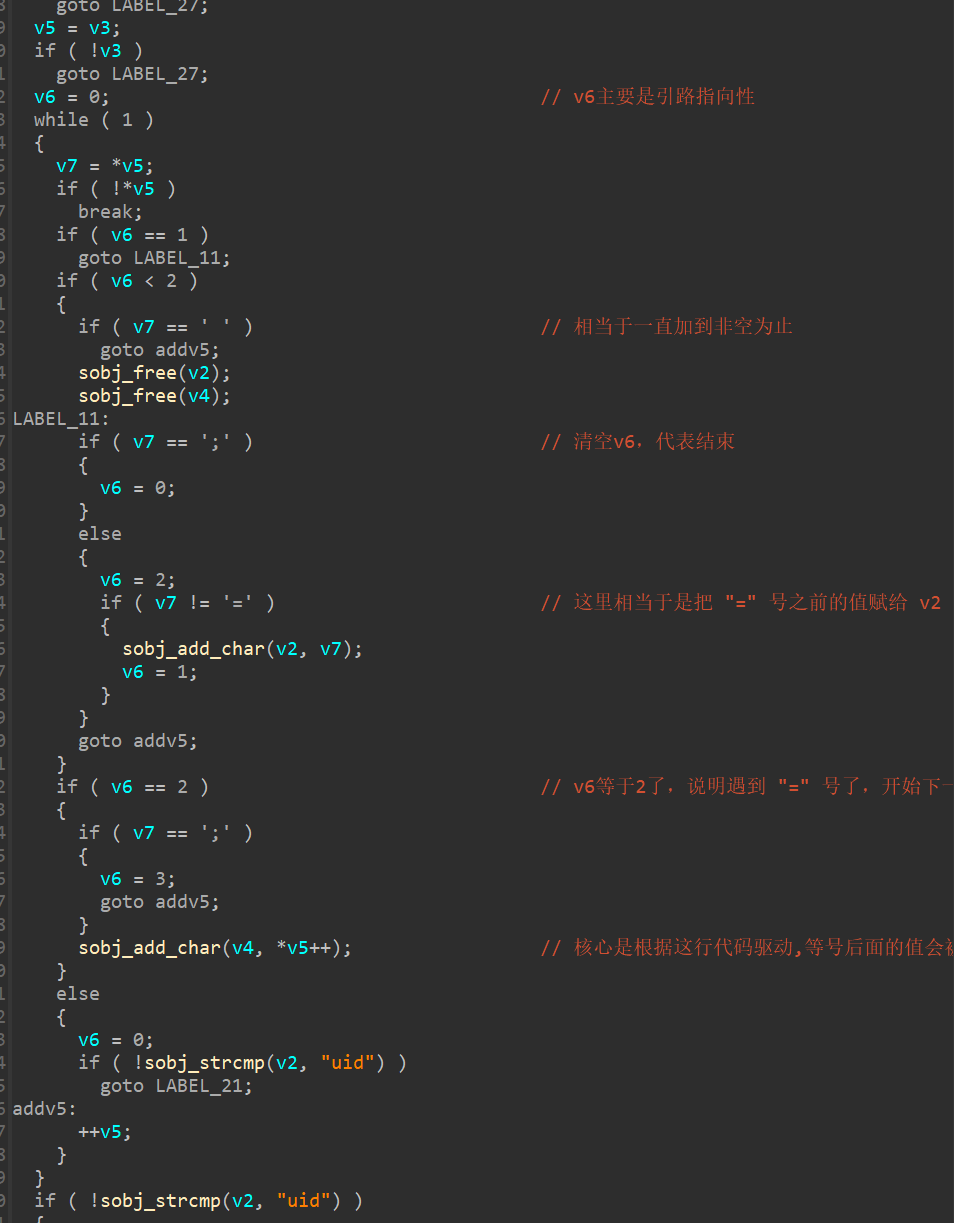 goto LABEL_27;
v5 = v3;
if ( !v3 )
goto LABEL_27;
v6 = 0; // v6主要是引路指向性
while ( 1 )
{
v7 = *v5;
if ( !*v5 )
break;
if ( v6 == 1 )
goto LABEL_11;
if ( v6 < 2 )
{
if ( v7 == ' ' ) // 相当于一直加到非空为止
goto addv5;
sobj_free(v2);
sobj_free(v4);
LABEL_11:
if ( v7 == ';' ) // 清空v6，代表结束
{
v6 = 0;
}
else
{
v6 = 2;
if ( v7 != '=' ) // 这里相当于是把 "=" 号之前的值赋给 v2
{
sobj_add_char(v2, v7);
v6 = 1;
}
}
goto addv5;
}
if ( v6 == 2 ) // v6等于2了，说明遇到 "=" 号了，开始下一
{
if ( v7 == ';' )
{
v6 = 3;
goto addv5;
}
sobj_add_char(v4, *v5++); // 核心是根据这行代码驱动,等号后面的值会
}
else
{
v6 = 0;
if ( !sobj_strcmp(v2, "uid") )
goto LABEL_21;
addv5:
++v5;
}
}
if ( !sobj_strcmp(v2, "uid") )
{